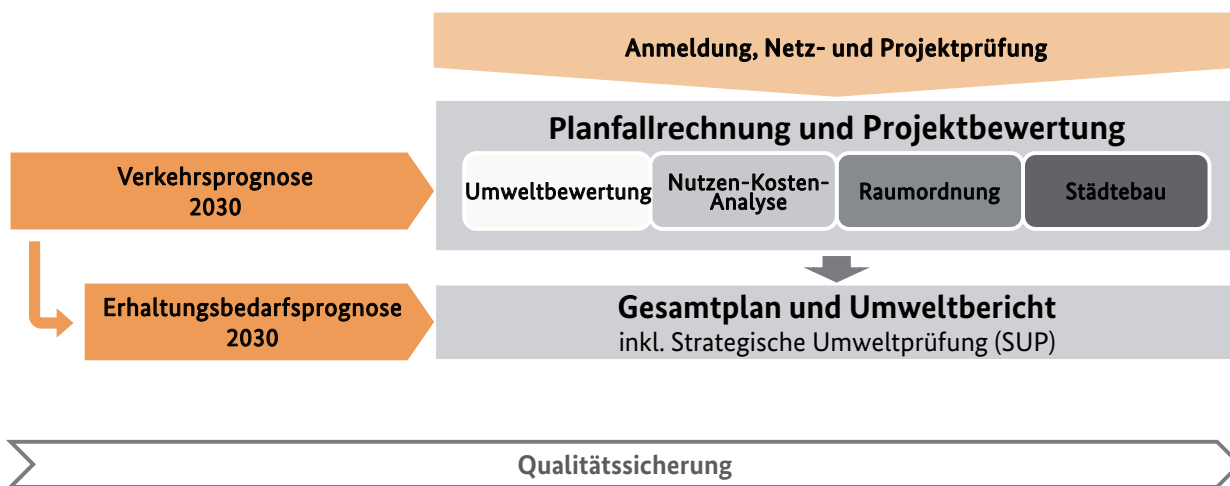 Anmeldung, Netz- und Projektprüfung
Planfallrechnung und Projektbewertung
Verkehrsprognose
2030
Umweltbewertung
Nutzen-Kosten-
Analyse
Raumordnung
Städtebau
Erhaltungsbedarfsprognose
2030
Gesamtplan und Umweltbericht
inkl. Strategische Umweltprüfung (SUP)
Qualitätssicherung